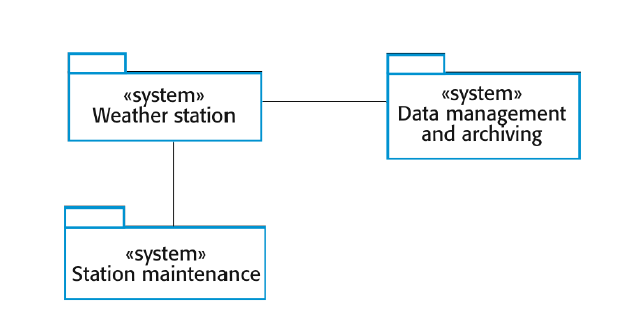 «system»
Weather station
«system»
Data management
and archiving
«system»
Station maintenance